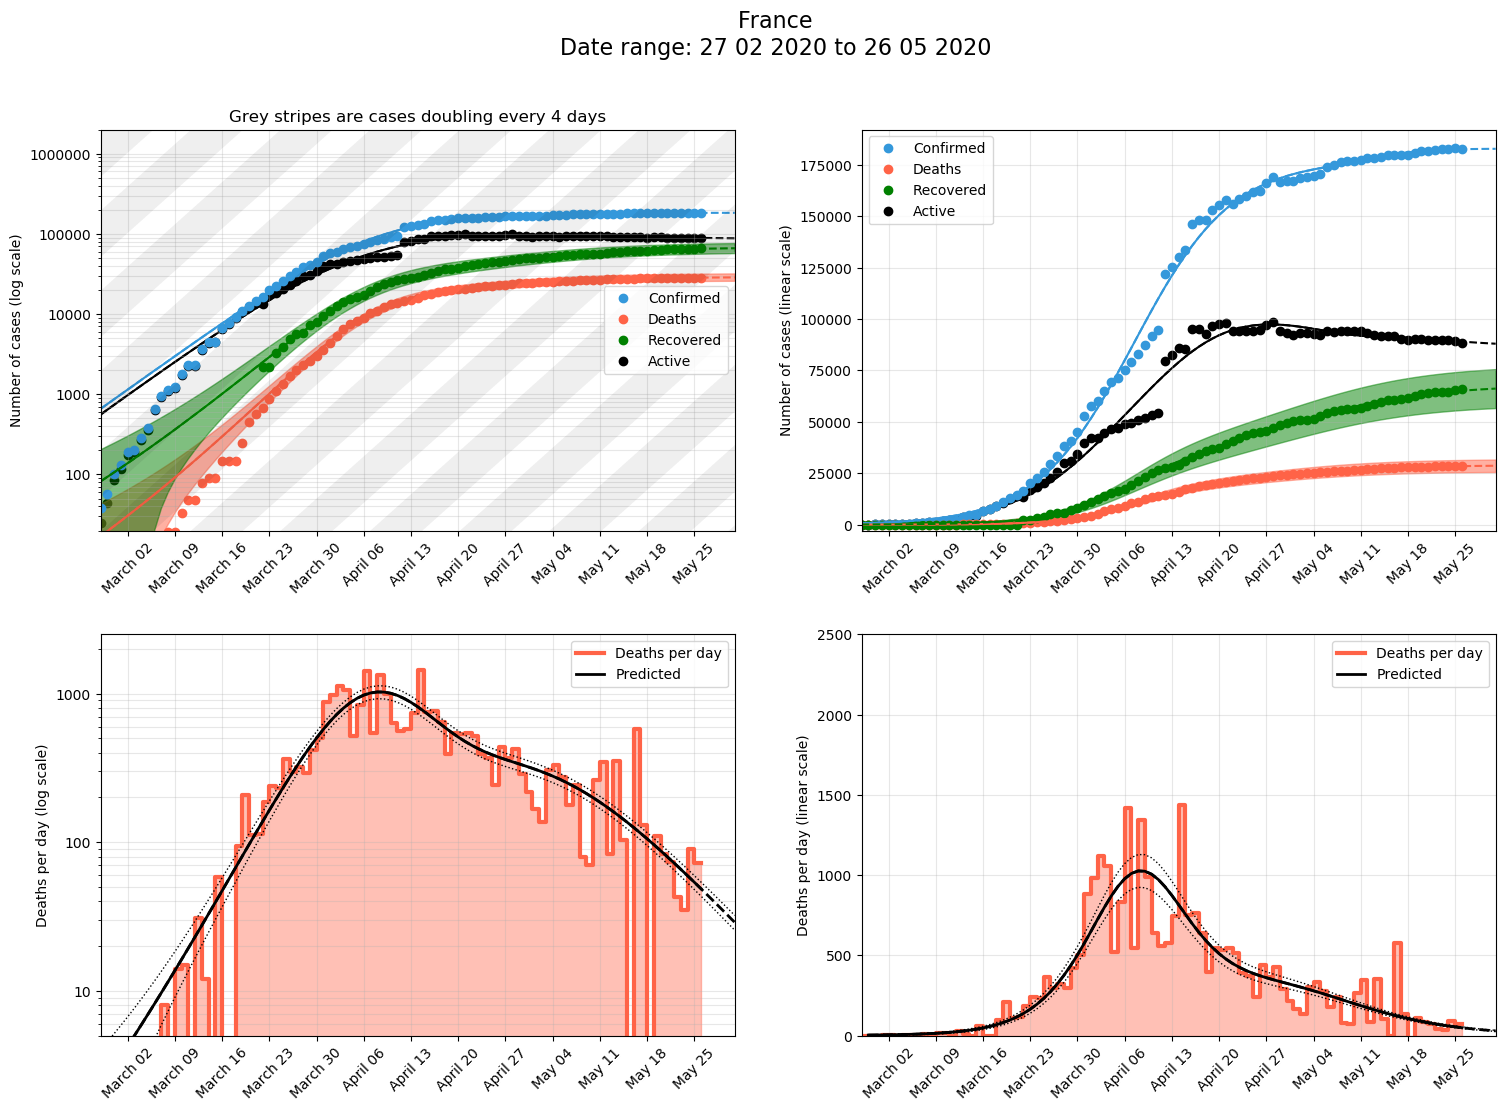 France
Date range: 27 02 2020 to 26 05 2020
Grey stripes are cases doubling every 4 days
Number of cases (log scale)
1000000
100000
10000
1000
100
Confirmed
Deaths
Recovered
Active
March 02
March 09
March 16
March 23
March 30
April 06
April 13
April 20
April 27
May 04
May 11
May 18
May 25
Number of cases (linear scale)
175000
150000
125000
100000
75000
50000
25000
0
Confirmed
Deaths
Recovered
Active
March 02
March 09
March 16
March 23
March 30
April 06
April 13
April 20
April 27
May 04
May 11
May 18
May 25
Deaths per day (log scale)
1000
100
10
Deaths per day
Predicted
March 02
March 09
March 16
March 23
March 30
April 06
April 13
April 20
April 27
May 04
May 11
May 18
May 25
Deaths per day (linear scale)
2500
2000
1500
1000
500
0
Deaths per day
Predicted
March 02
March 09
March 16
March 23
March 30
April 06
April 13
April 20
April 27
May 04
May 11
May 18
May 25